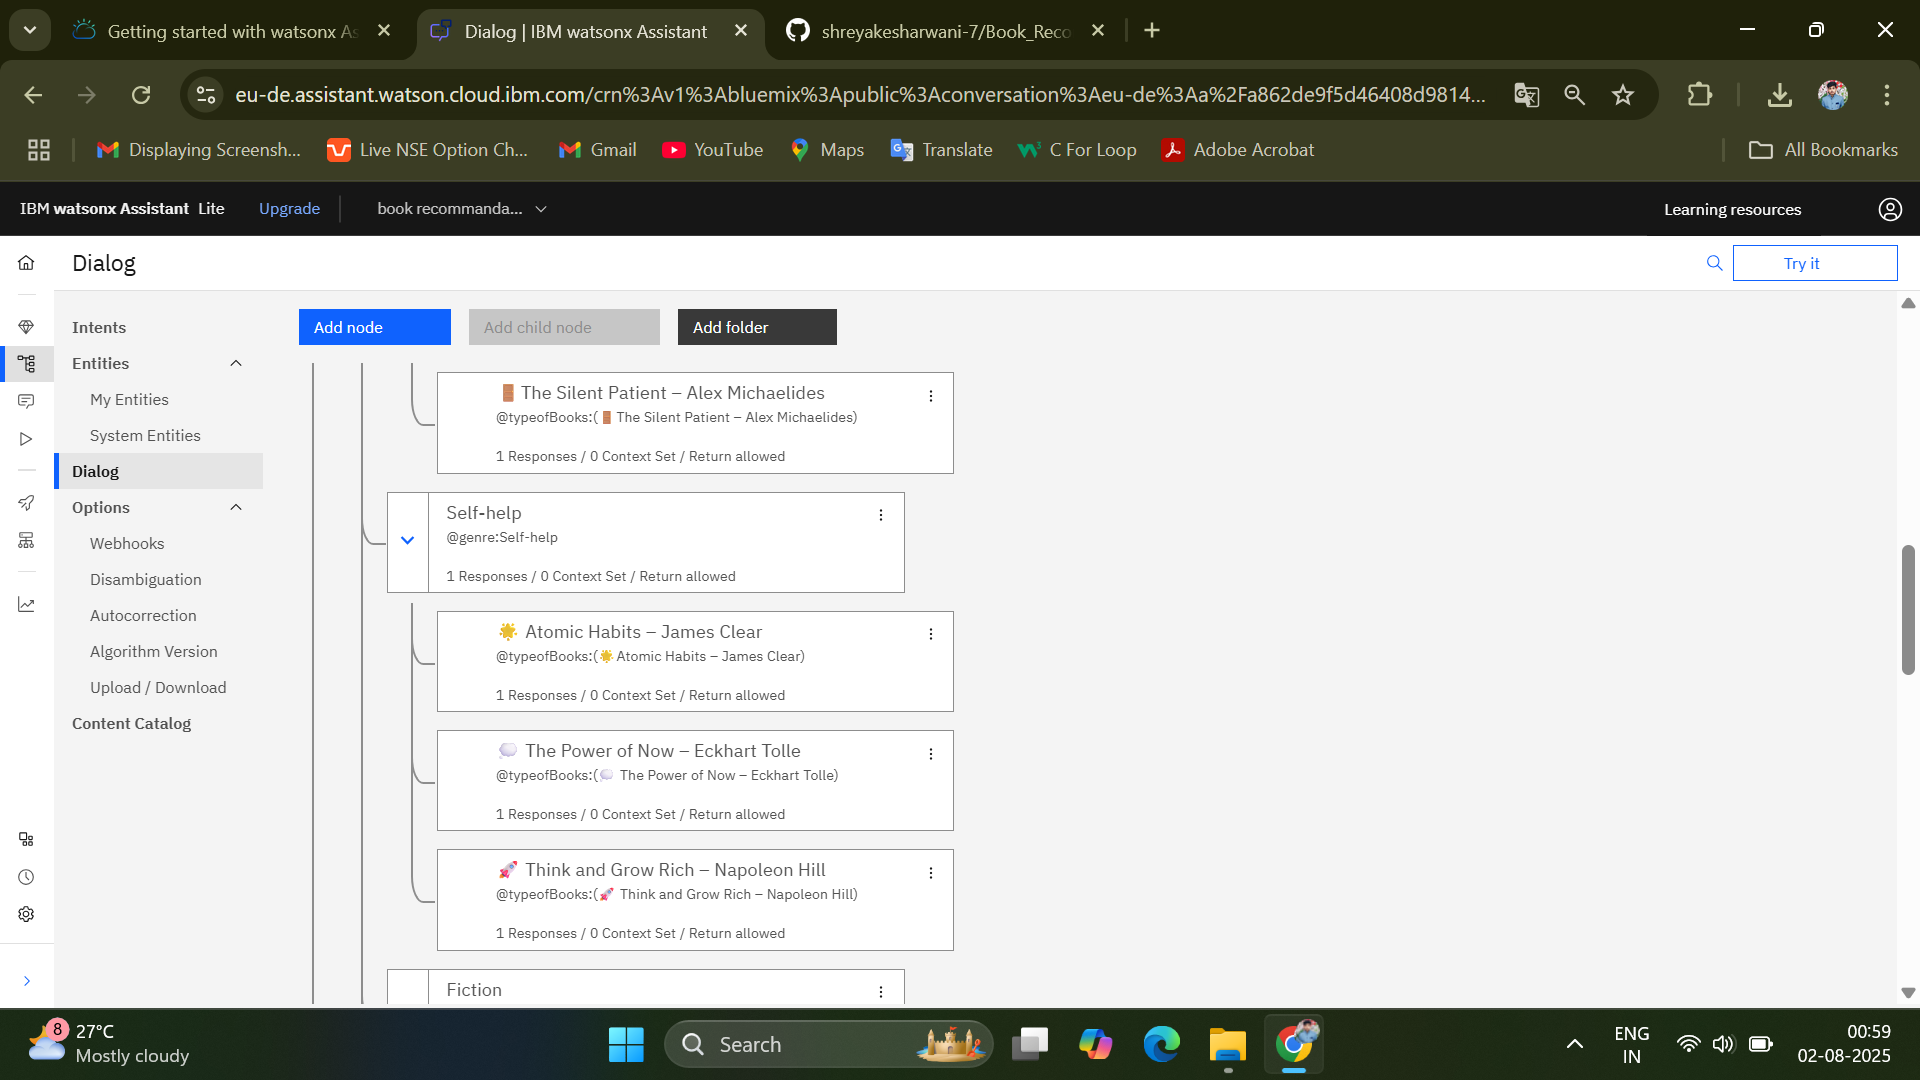 Getting started with watsonx As
Dialog | IBM watsonx Assistant
shreyakesharwani-7/Book_Reco
eu-de.assistant.watson.cloud.ibm.com/crn%3Av1%3Abluemix%3Apublic%3Aconversation%3Aeu-de%3Aa%2Fa862de9f5d46408d9814...
Displaying Screensh...
Live NSE Option Ch...
Gmail
YouTube
Maps
Translate
C For Loop
Adobe Acrobat
All Bookmarks
IBM watsonx Assistant Lite
Upgrade
book recommanda...
Learning resources
Dialog
Try it
Intents
Entities
My Entities
System Entities
Dialog
Options
Webhooks
Disambiguation
Autocorrection
Algorithm Version
Upload / Download
Content Catalog
Add node
Add child node
Add folder
🚪The Silent Patient – Alex Michaelides
@typeofBooks:(🚪The Silent Patient – Alex Michaelides)
1 Responses / 0 Context Set / Return allowed
Self-help
@genre:Self-help
1 Responses / 0 Context Set / Return allowed
🌟 Atomic Habits – James Clear
@typeofBooks:(🌟Atomic Habits – James Clear)
1 Responses / 0 Context Set / Return allowed
💭 The Power of Now – Eckhart Tolle
@typeofBooks:(💭 The Power of Now – Eckhart Tolle)
1 Responses / 0 Context Set / Return allowed
🚀 Think and Grow Rich – Napoleon Hill
@typeofBooks:(🚀 Think and Grow Rich – Napoleon Hill)
1 Responses / 0 Context Set / Return allowed
Fiction
8
27°C
Mostly cloudy
Search
ENG
IN
00:59
02-08-2025